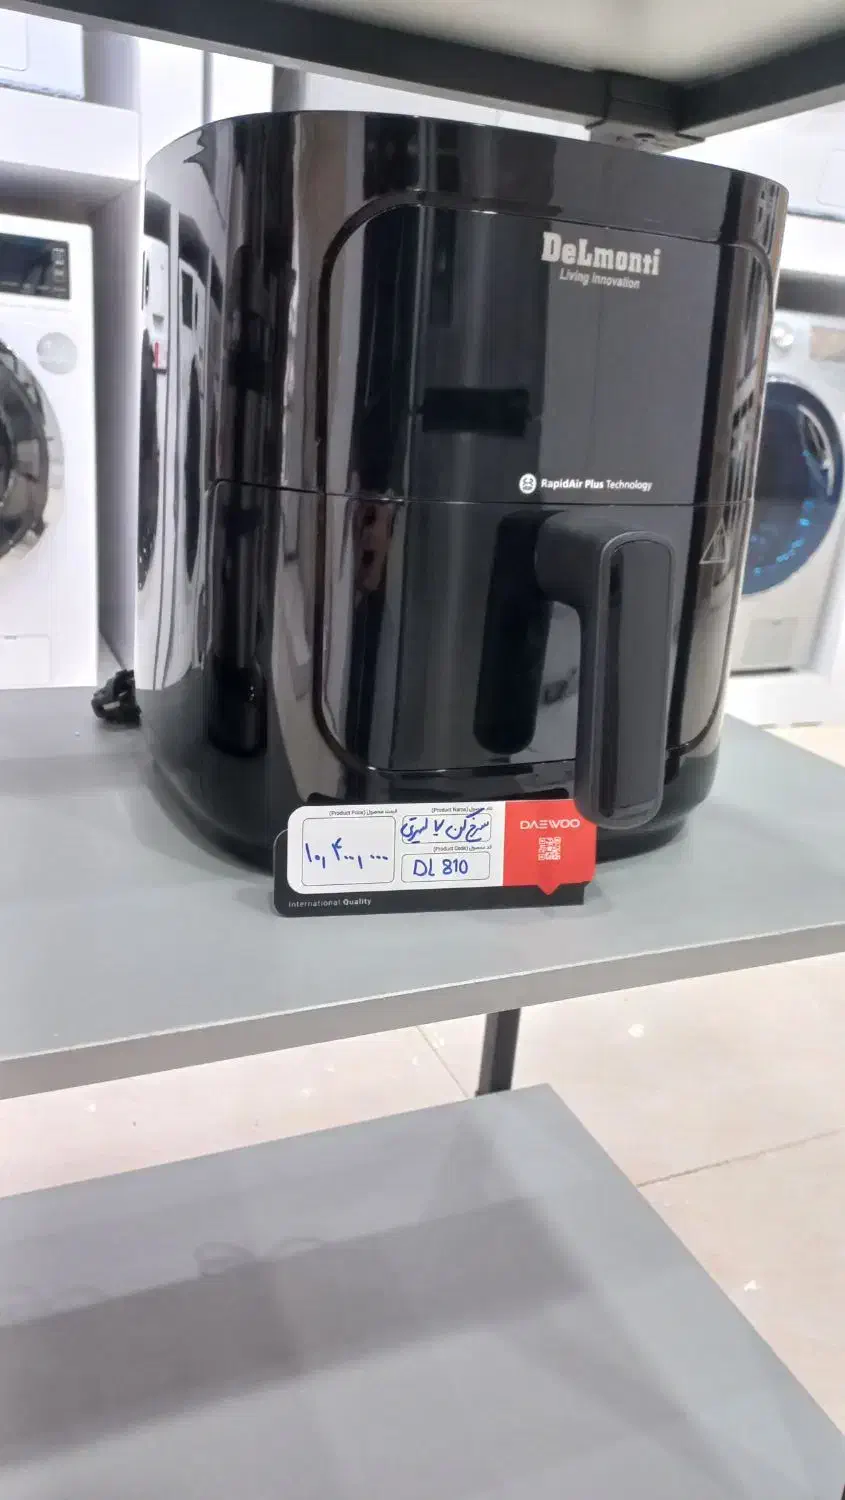 DeLmonti
Living Innovation
RapidAir Plus Technology
قیمت محصول (Product Price)
نام محصول (Product Name)
سرخ کن ۷ لیتری
DAEWOO
کد محصول (Product Code)
۱۰,۴۰۰,۰۰۰
DL 810
International Quality